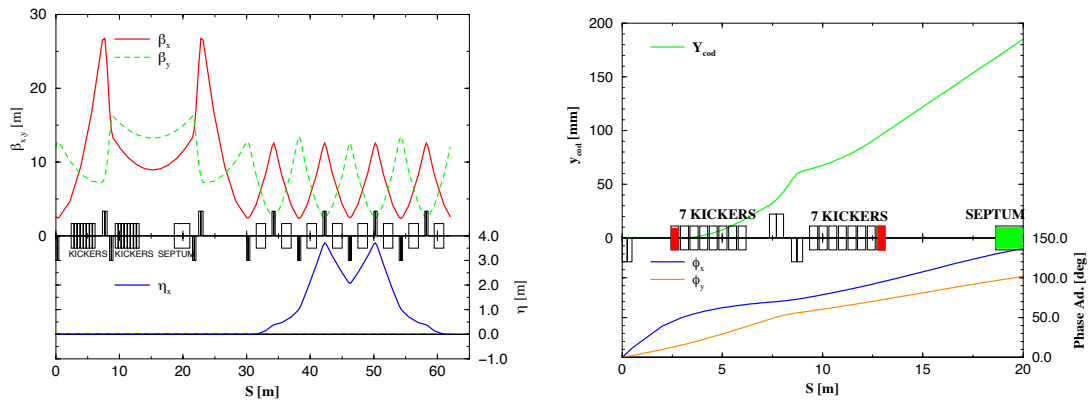 30
20
10
0
β_x,y [m]
β_x
β_y
KICKERS
KICKERS
SEPTUM
4.0
3.0
2.0
1.0
0.0
−1.0
η [m]
η_x
0 10 20 30 40 50 60
S [m]
200
150
100
50
0
y_cod [mm]
Y_cod
7 KICKERS
7 KICKERS
SEPTUM
150.0
100.0
50.0
0.0
Phase Ad. [deg]
ϕ_x
ϕ_y
0 5 10 15 20
S [m]